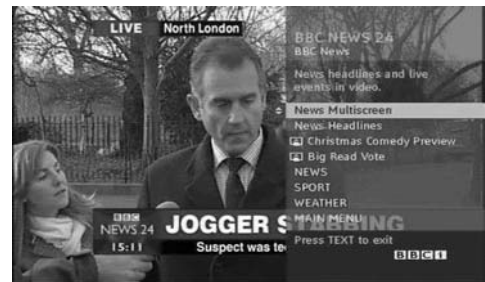 LIVE North London
BBC NEWS 24
BBC News
News headlines and live
events in video.
News Multiscreen
News Headlines
Christmas Comedy Preview
Big Read Vote
NEWS
SPORT
WEATHER
MAIN MENU
Press TEXT to exit
BBC 1
BBC
NEWS 24
15:11
JOGGER STABBING
Suspect was